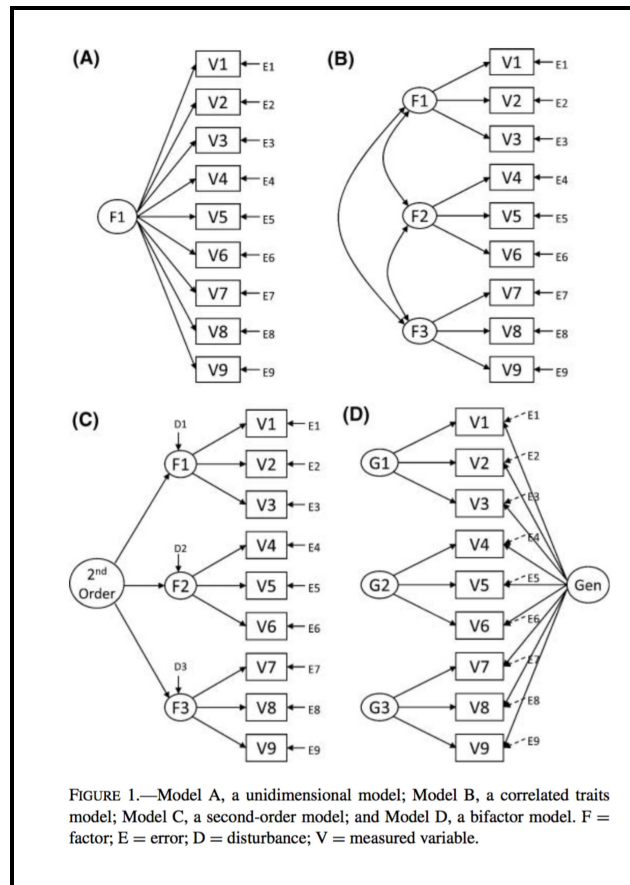 (A)
V1
E1
V2
E2
V3
E3
V4
E4
F1
V5
E5
V6
E6
V7
E7
V8
E8
V9
E9
(B)
V1
E1
F1
V2
E2
V3
E3
V4
E4
F2
V5
E5
V6
E6
V7
E7
F3
V8
E8
V9
E9
(C)
D1
V1
E1
F1
V2
E2
V3
E3
D2
V4
E4
2nd
Order
F2
V5
E5
V6
E6
D3
V7
E7
F3
V8
E8
V9
E9
(D)
V1
E1
G1
V2
E2
V3
E3
V4
E4
G2
V5
E5
Gen
V6
E6
V7
E7
G3
V8
E8
V9
E9
FIGURE 1.—Model A, a unidimensional model; Model B, a correlated traits
model; Model C, a second-order model; and Model D, a bifactor model. F =
factor; E = error; D = disturbance; V = measured variable.